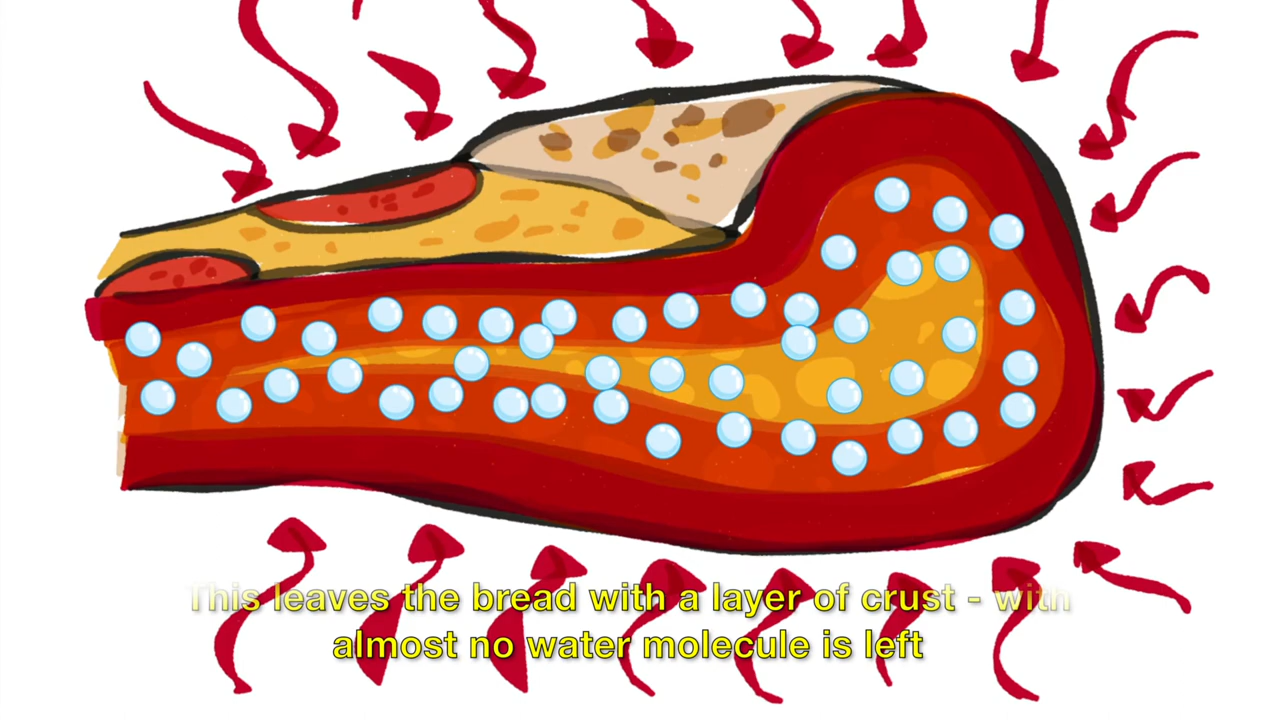 This leaves the bread with a layer of crust - with
almost no water molecule is left